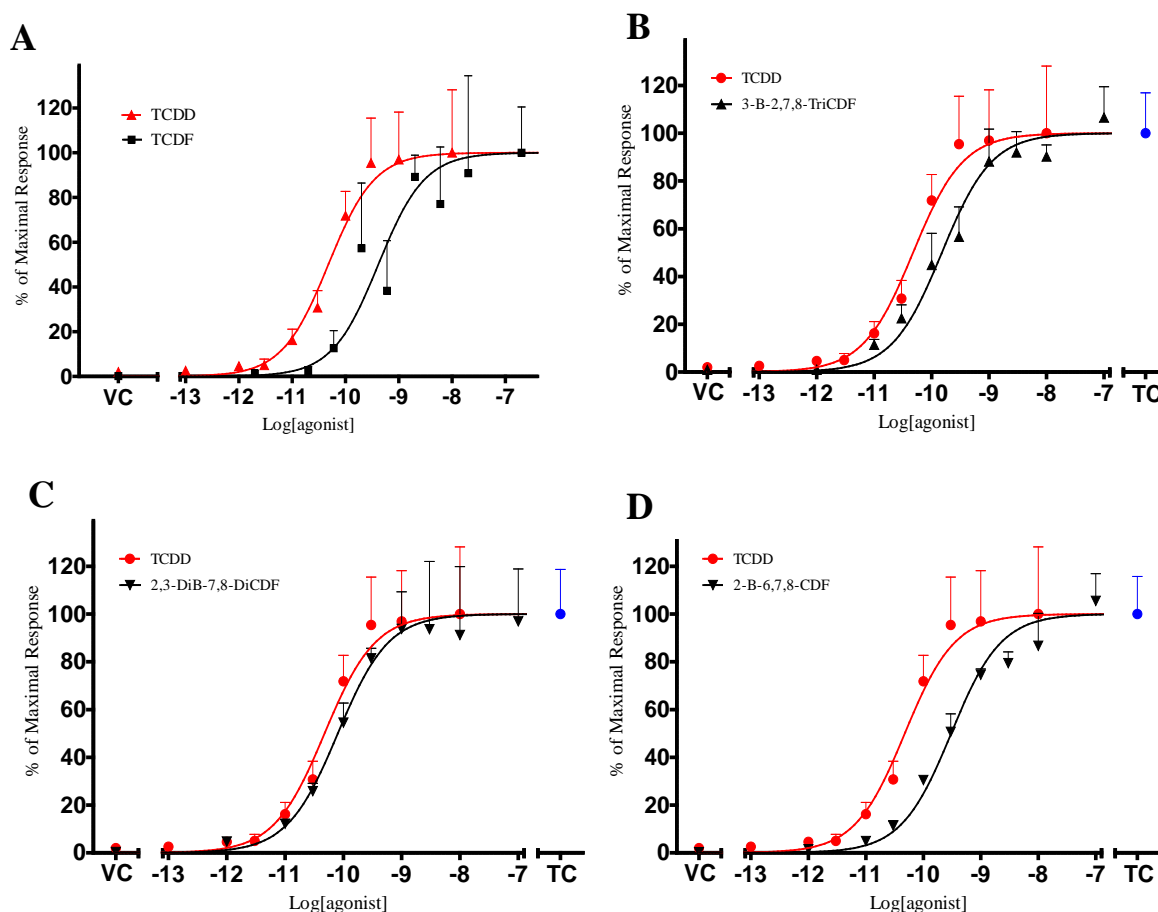 A
TCDD
TCDF
% of Maximal Response
120
100
80
60
40
20
0
VC -13 -12 -11 -10 -9 -8 -7
Log[agonist]
B
TCDD
3-B-2,7,8-TriCDF
% of Maximal Response
120
100
80
60
40
20
0
VC -13 -12 -11 -10 -9 -8 -7 TC
Log[agonist]
C
TCDD
2,3-DiB-7,8-DiCDF
% of Maximal Response
120
100
80
60
40
20
0
VC -13 -12 -11 -10 -9 -8 -7 TC
Log[agonist]
D
TCDD
2-B-6,7,8-CDF
% of Maximal Response
120
100
80
60
40
20
0
VC -13 -12 -11 -10 -9 -8 -7 TC
Log[agonist]